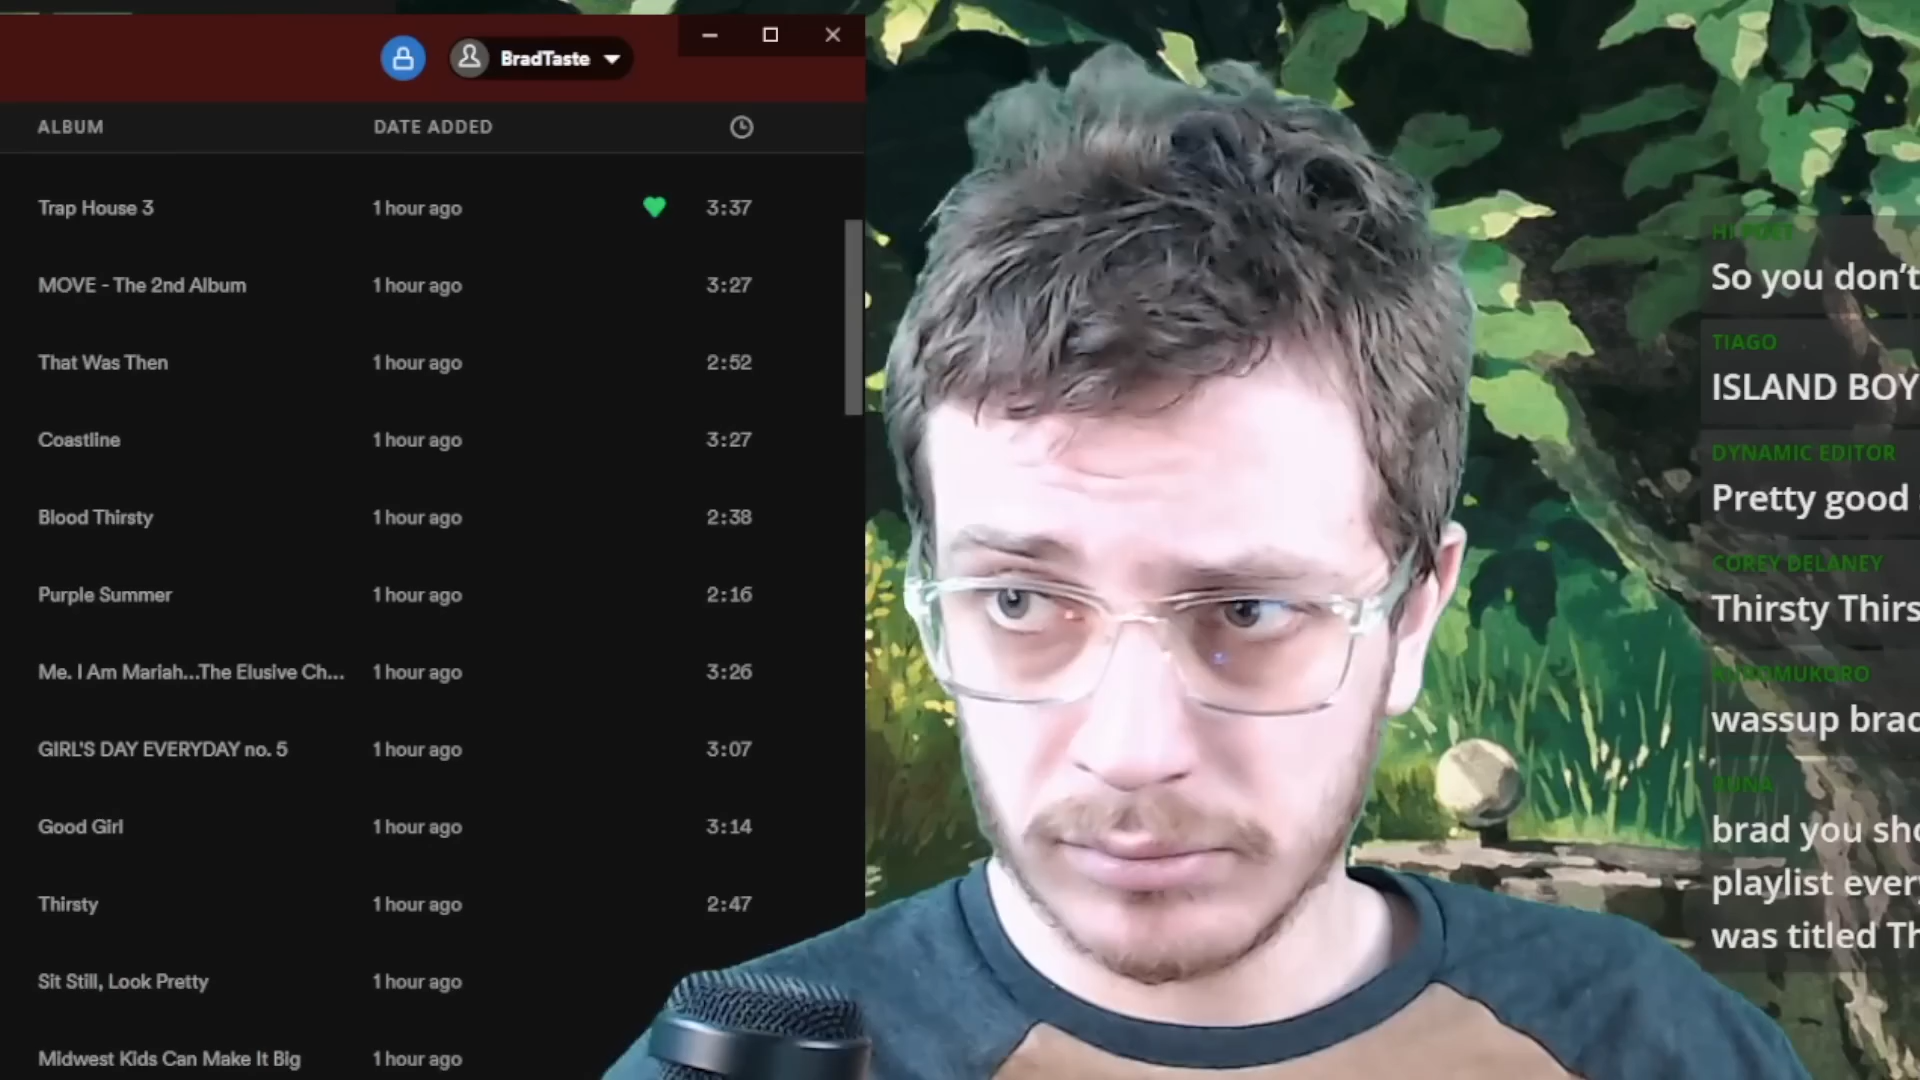 BradTaste
ALBUM DATE ADDED
Trap House 3 1 hour ago 3:37
MOVE - The 2nd Album 1 hour ago 3:27
That Was Then 1 hour ago 2:52
Coastline 1 hour ago 3:27
Blood Thirsty 1 hour ago 2:38
Purple Summer 1 hour ago 2:16
Me. I Am Mariah...The Elusive Ch... 1 hour ago 3:26
GIRL'S DAY EVERYDAY no. 5 1 hour ago 3:07
Good Girl 1 hour ago 3:14
Thirsty 1 hour ago 2:47
Sit Still, Look Pretty 1 hour ago
Midwest Kids Can Make It Big 1 hour ago
So you don't
TIAGO
ISLAND BOY
DYNAMIC EDITOR
Pretty good
COREY DELANEY
Thirsty Thirs
wassup brad
brad you sho
playlist every
was titled Th